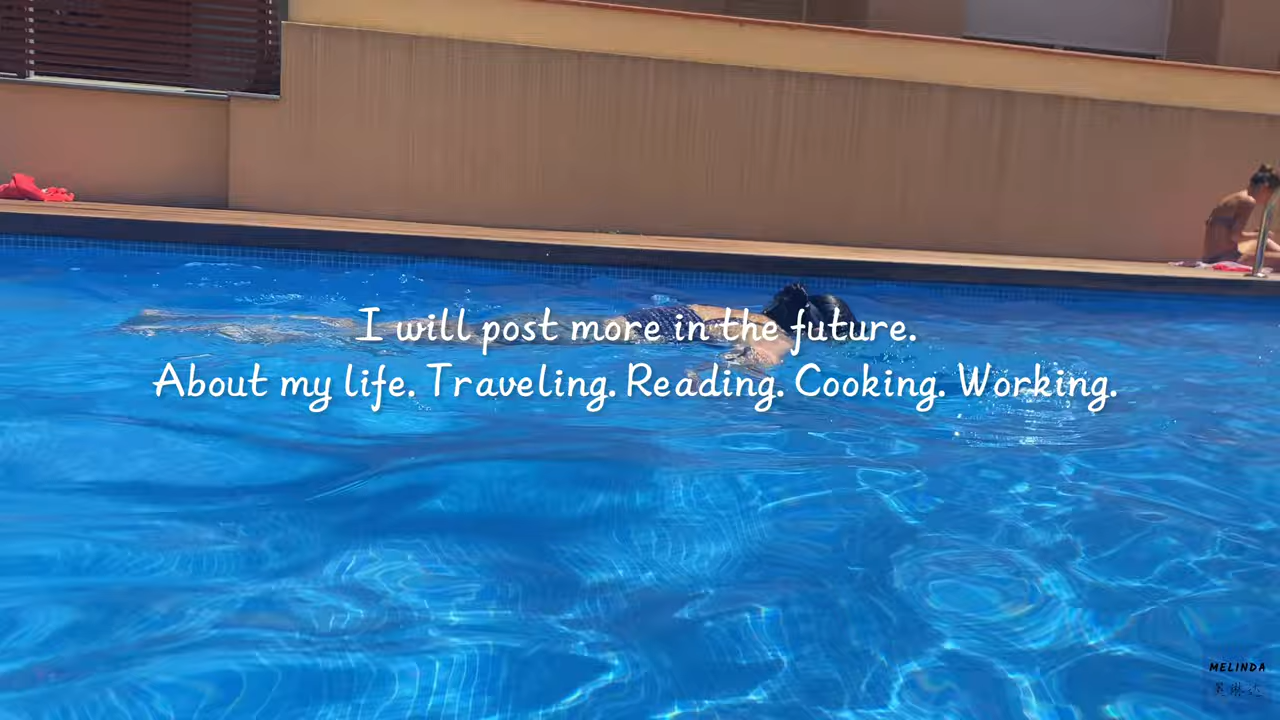 I will post more in the future.
About my life. Traveling. Reading. Cooking. Working.
MELINDA